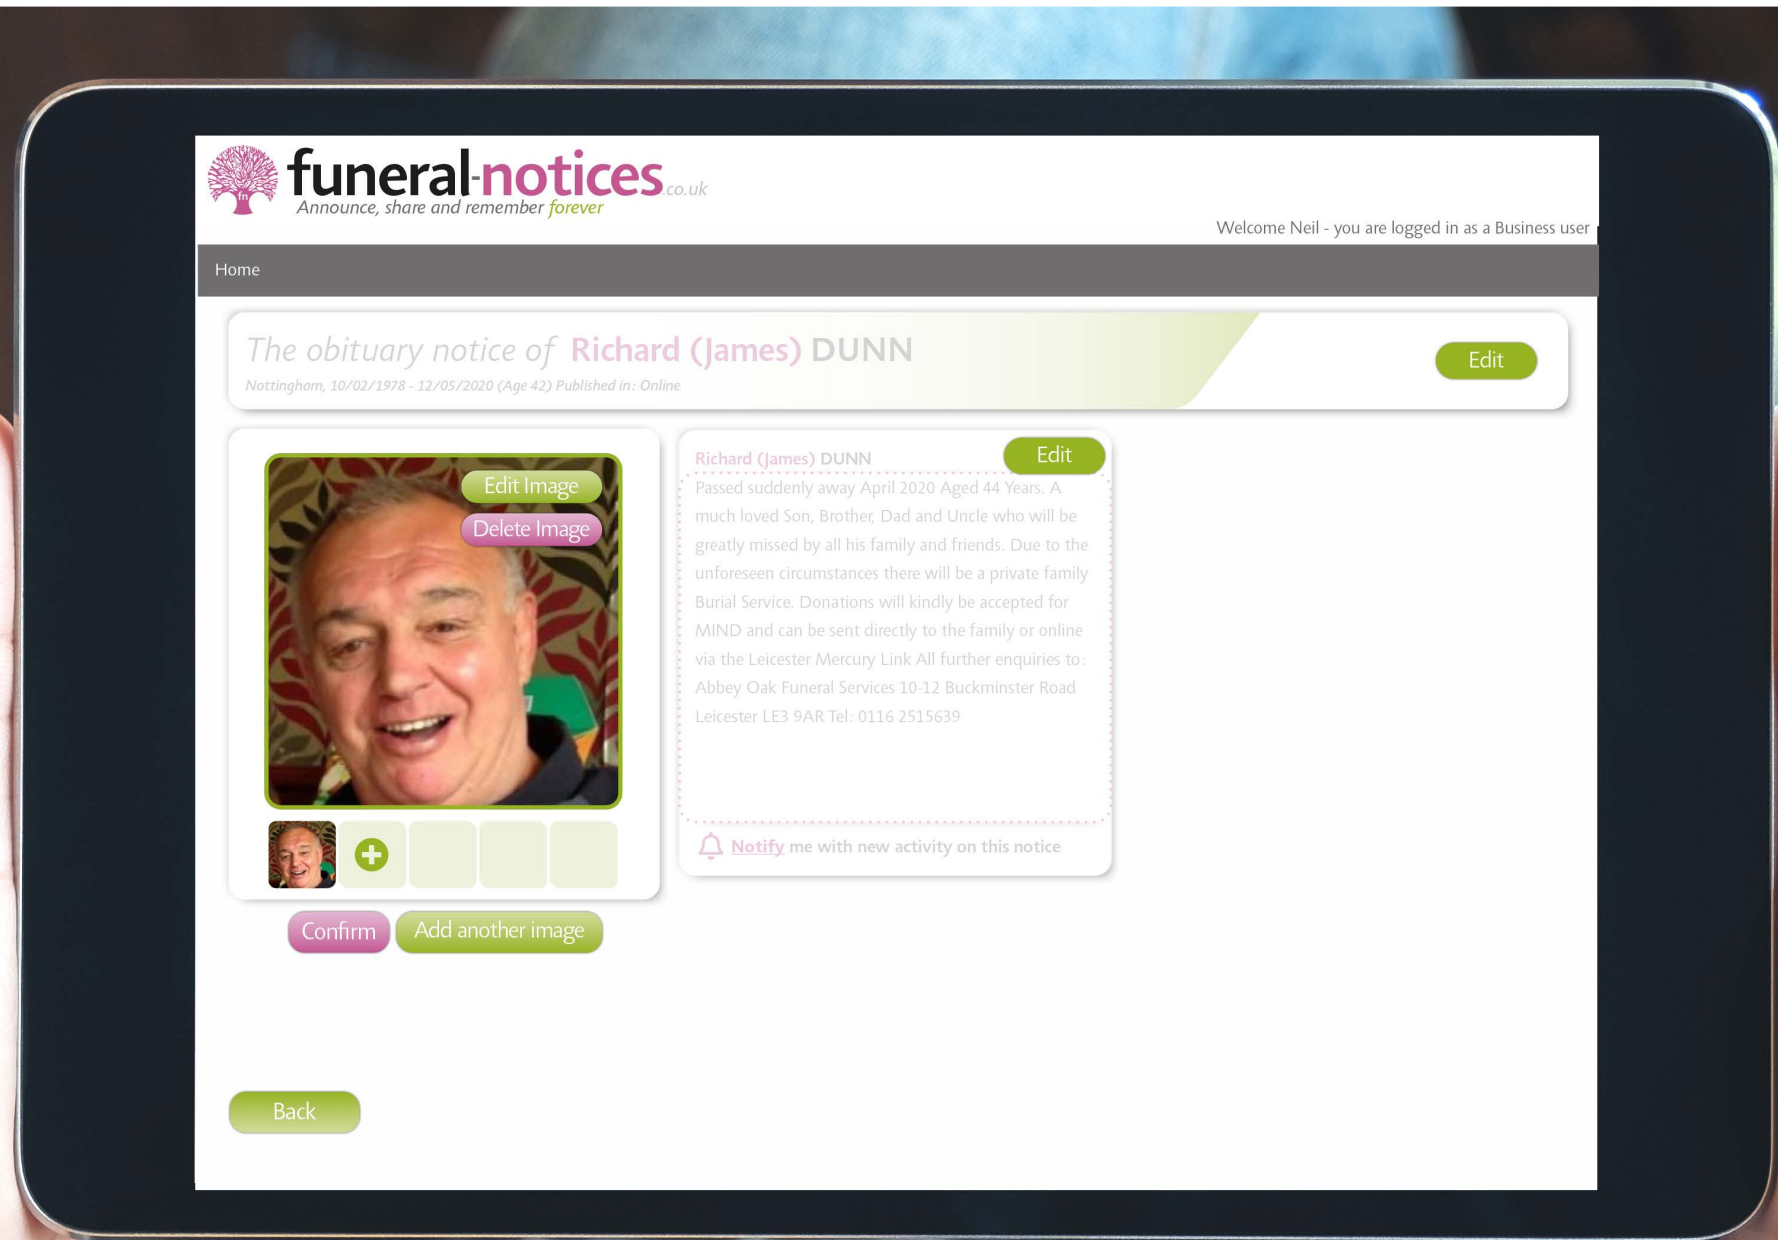 funeral-notices.co.uk
fn
Announce, share and remember forever
Welcome Neil - you are logged in as a Business user
Home
The obituary notice of Richard (James) DUNN
Nottingham, 10/02/1978 - 12/05/2020 (Age 42) Published in: Online
Edit
Edit Image
Delete Image
Confirm
Add another image
Richard (James) DUNN
Edit
Passed suddenly away April 2020 Aged 44 Years. A
much loved Son, Brother, Dad and Uncle who will be
greatly missed by all his family and friends. Due to the
unforeseen circumstances there will be a private family
Burial Service. Donations will kindly be accepted for
MIND and can be sent directly to the family or online
via the Leicester Mercury Link All further enquiries to:
Abbey Oak Funeral Services 10-12 Buckminster Road
Leicester LE3 9AR Tel: 0116 2515639
Notify me with new activity on this notice
Back